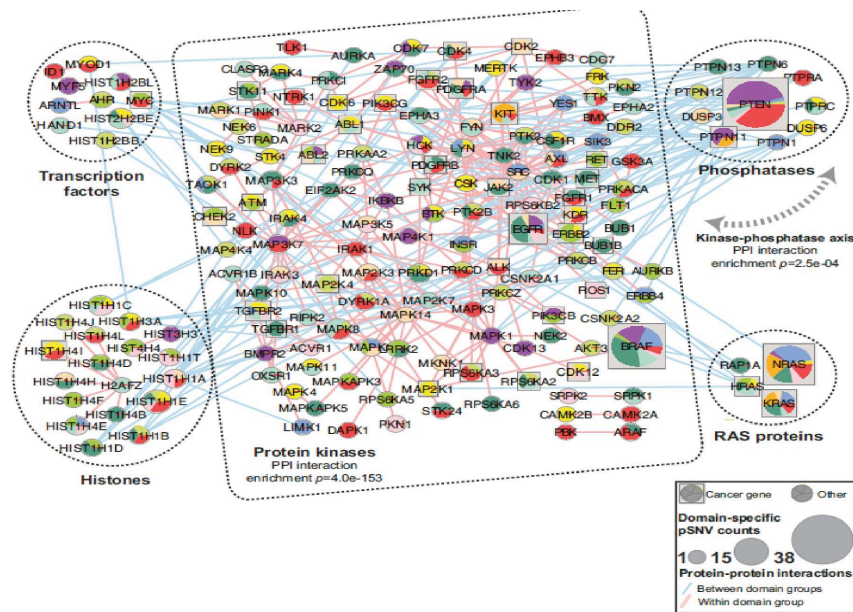 TLK1
AURKA
CDK7
CDK4
CDK2
EPHB3
CDC7
CLASP2
MARK4
PRKCI
ZAP70
FGFR2
MERTK
TYK2
FRK
PKN2
STK11
NTRK1
CDK6
PIK3CG
PDGFRA
YES1
TTK
EPHA2
MARK1
PINK1
MARK2
ABL1
EPHA3
KIT
BMX
DDR2
NEK6
STRADA
FYN
PTK2
CSF1R
SIK3
NEK9
STK4
ABL2
PRKAA2
HCK
LYN
TNK2
AXL
RET
GSK3A
DYRK2
MAP3K3
PRKCQ
PDGFRB
SRC
CDK1
MET
TAOK1
EIF2AK2
SYK
CSK
JAK2
FGFR1
PRKACA
ATM
IKBKB
RPS6KB2
KDR
FLT1
CHEK2
IRAK4
BTK
PTK2B
EGFR
ERBB2
BUB1
NLK
MAP3K5
MAP4K1
INSR
BUB1B
MAP4K4
MAP3K7
IRAK1
PRKCB
ACVR1B
IRAK3
MAP2K3
PRKD1
PRKCD
ALK
CSNK2A1
FER
AURKB
MAPK10
MAP2K4
DYRK1A
MAP2K7
PRKCZ
ROS1
ERBB4
TGFBR2
MAPK14
MAPK3
PIK3CB
CSNK2A2
TGFBR1
RIPK2
MAPK8
MAPK1
NEK2
BRAF
BMPR2
ACVR1
CDK13
AKT3
OXSR1
MAPK11
MKNK1
RPS6KA3
CDK12
MAPK4
MAPKAPK3
MAP2K1
RPS6KA2
MAPKAPK5
RPS6KA5
STK24
RPS6KA6
SRPK2
SRPK1
LIMK1
DAPK1
PKN1
CAMK2B
CAMK2A
PBK
ARAF
Protein kinases
PPI interaction
enrichment p=4.0e-153
ID1
MYOD1
MYF5
HIST1H2BL
ARNTL
AHR
MYC
HAND1
HIST2H2BE
HIST1H2BB
Transcription
factors
HIST1H1C
HIST1H4J
HIST1H3A
HIST1H4L
HIST3H3
HIST1H4I
HIST4H4
HIST1H4D
HIST1H1T
HIST1H4H
H2AFZ
HIST1H1A
HIST1H4F
HIST1H1E
HIST1H4B
HIST1H4E
HIST1H1B
HIST1H1D
Histones
PTPN13
PTPN6
PTPRA
PTPN12
PTEN
PTPRC
DUSP3
DUSP6
PTPN11
PTPN1
Phosphatases
Kinase-phosphatase axis
PPI interaction
enrichment p=2.5e-04
RAP1A
NRAS
HRAS
KRAS
RAS proteins
Cancer gene
Other
Domain-specific
pSNV counts
1 15 38
Protein-protein interactions
Between domain groups
Within domain group